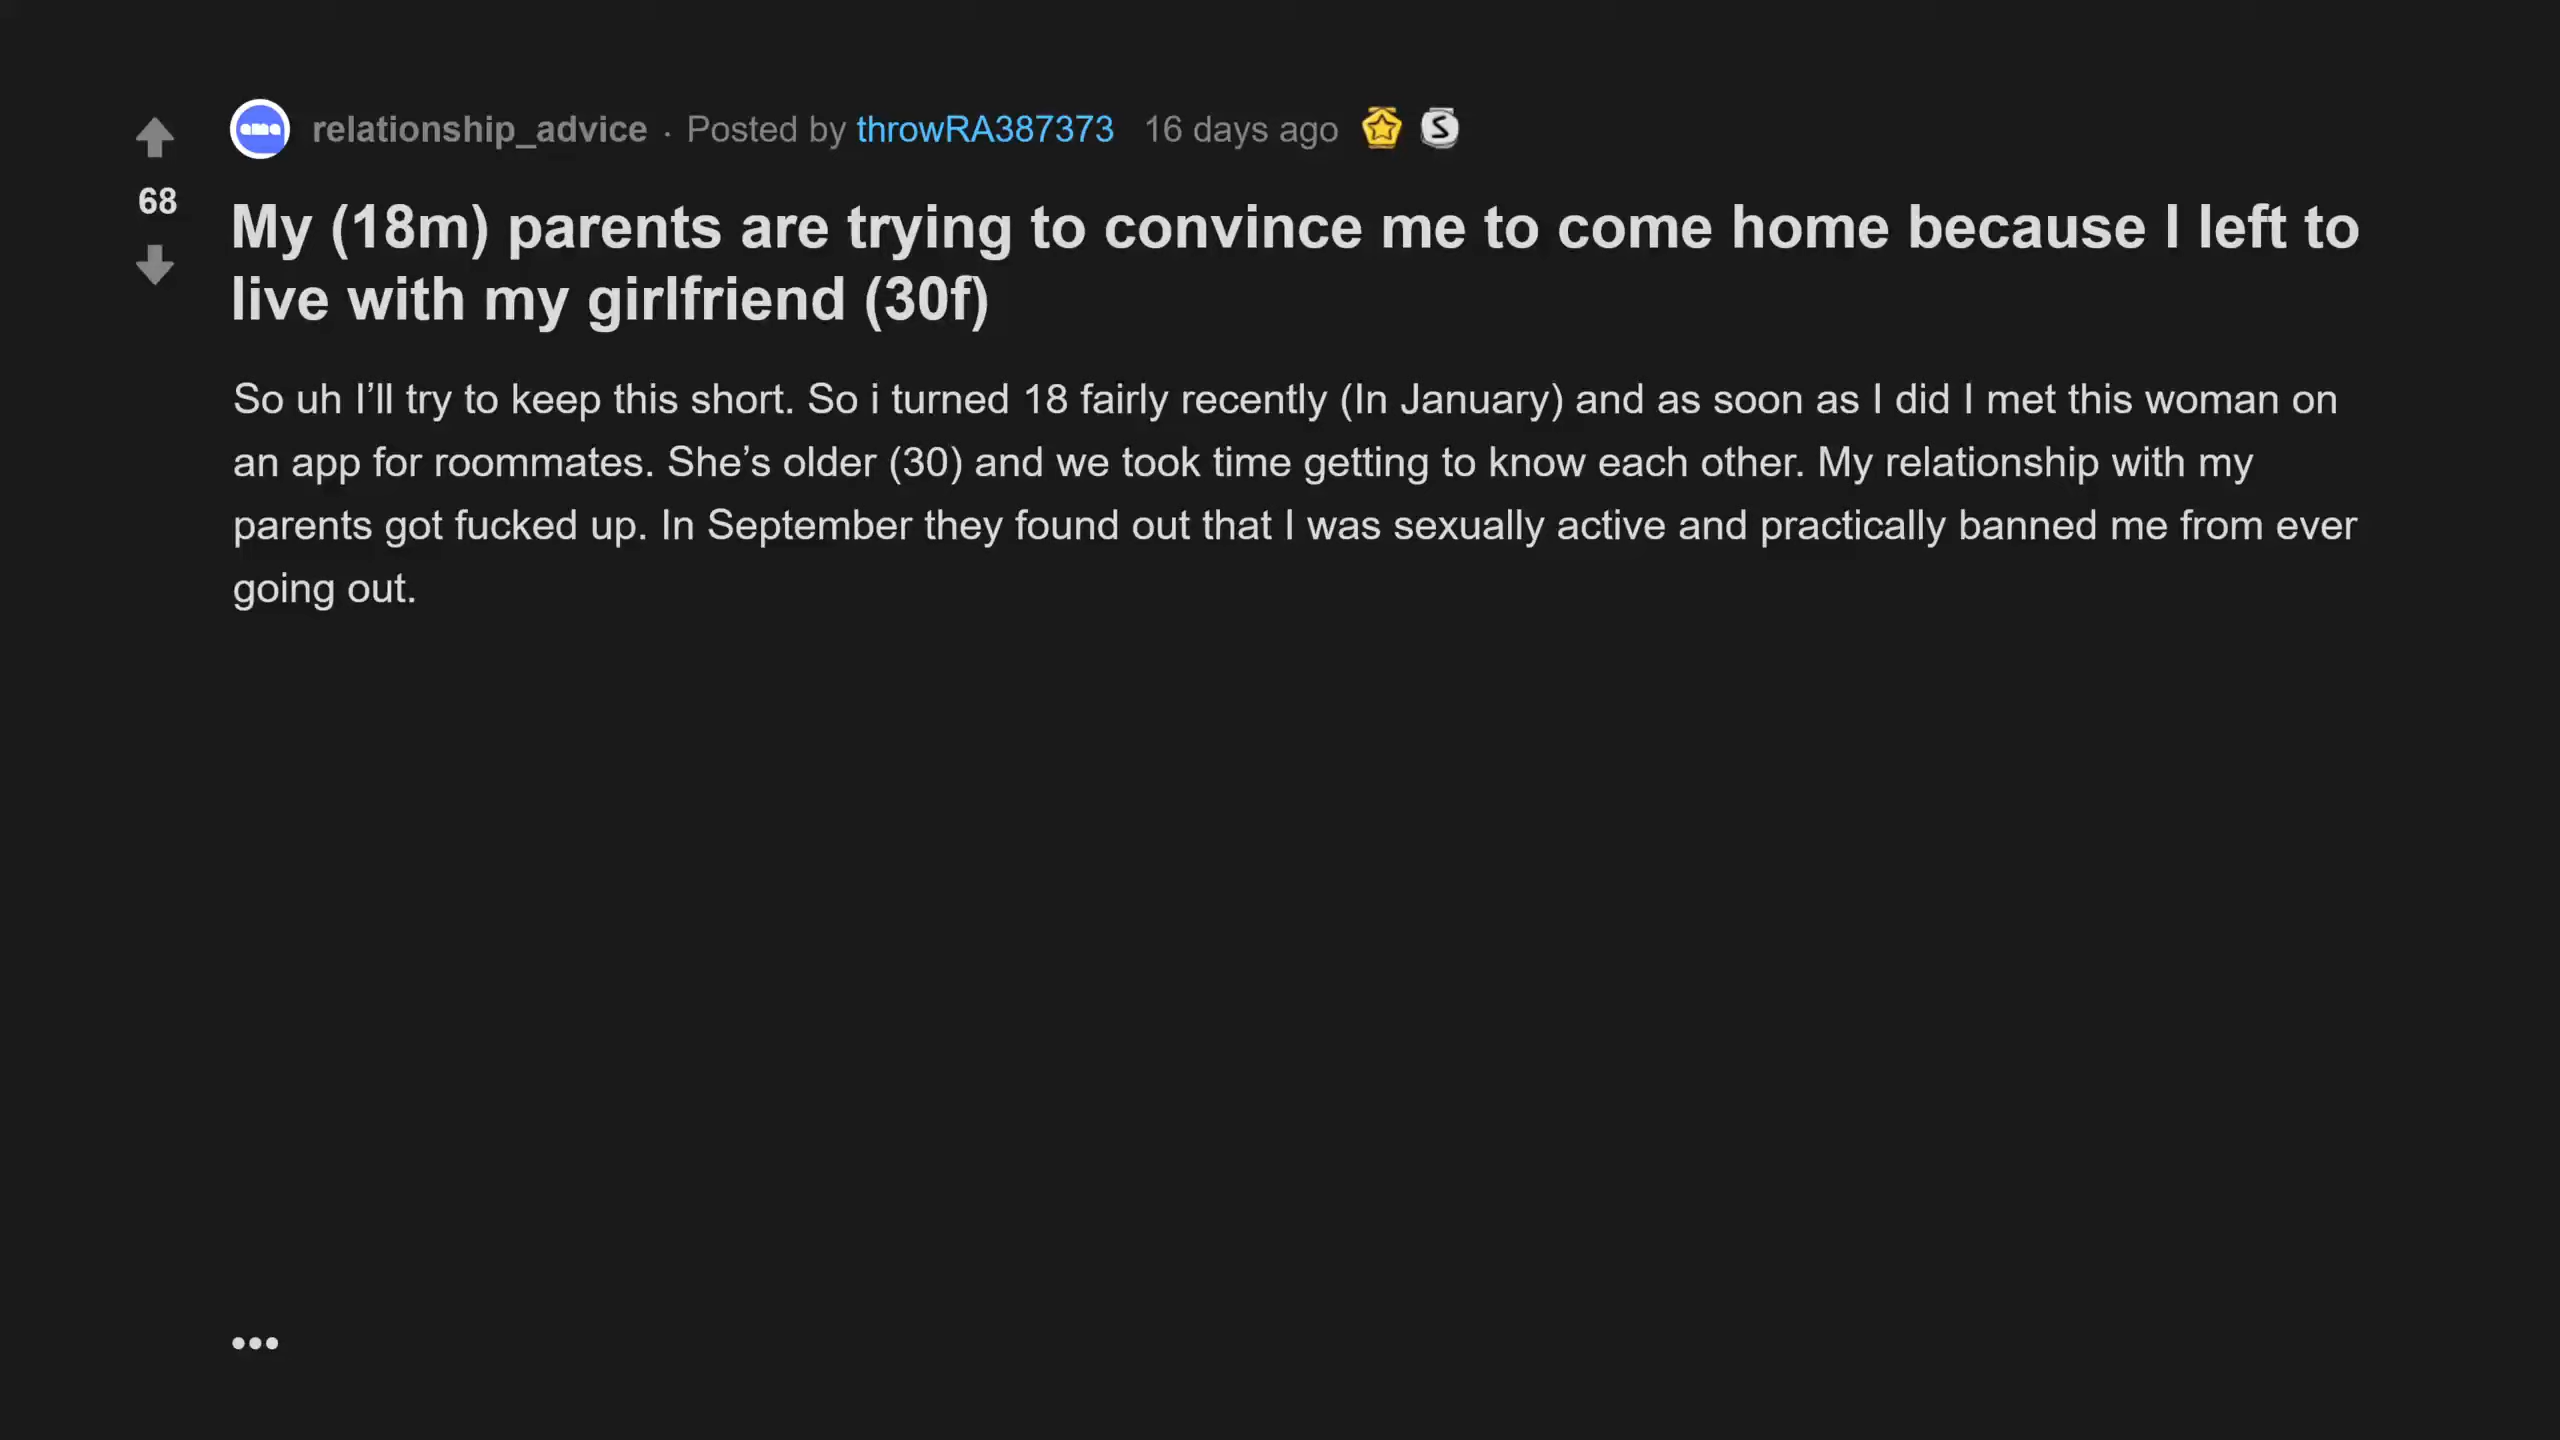 relationship_advice · Posted by throwRA387373 16 days ago
68
My (18m) parents are trying to convince me to come home because I left to
live with my girlfriend (30f)
So uh I’ll try to keep this short. So i turned 18 fairly recently (In January) and as soon as I did I met this woman on
an app for roommates. She’s older (30) and we took time getting to know each other. My relationship with my
parents got fucked up. In September they found out that I was sexually active and practically banned me from ever
going out.
•••